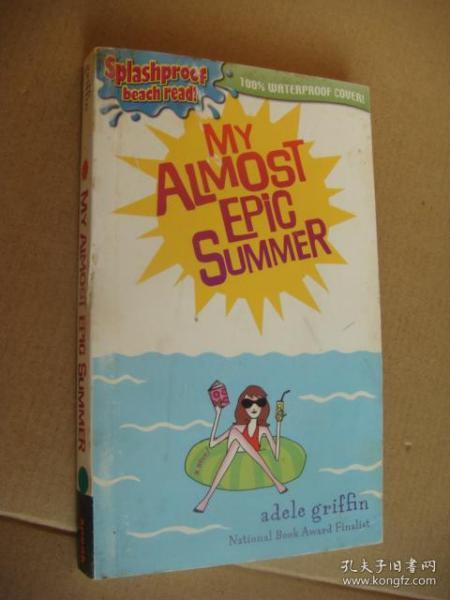 Splashproof
beach read!
100% WATERPROOF COVER!
MY
ALMOST
EPIC
SUMMER
MY ALMOST EPIC SUMMER
a novel
adele griffin
National Book Award Finalist
孔夫子旧书网
www.kongfz.com